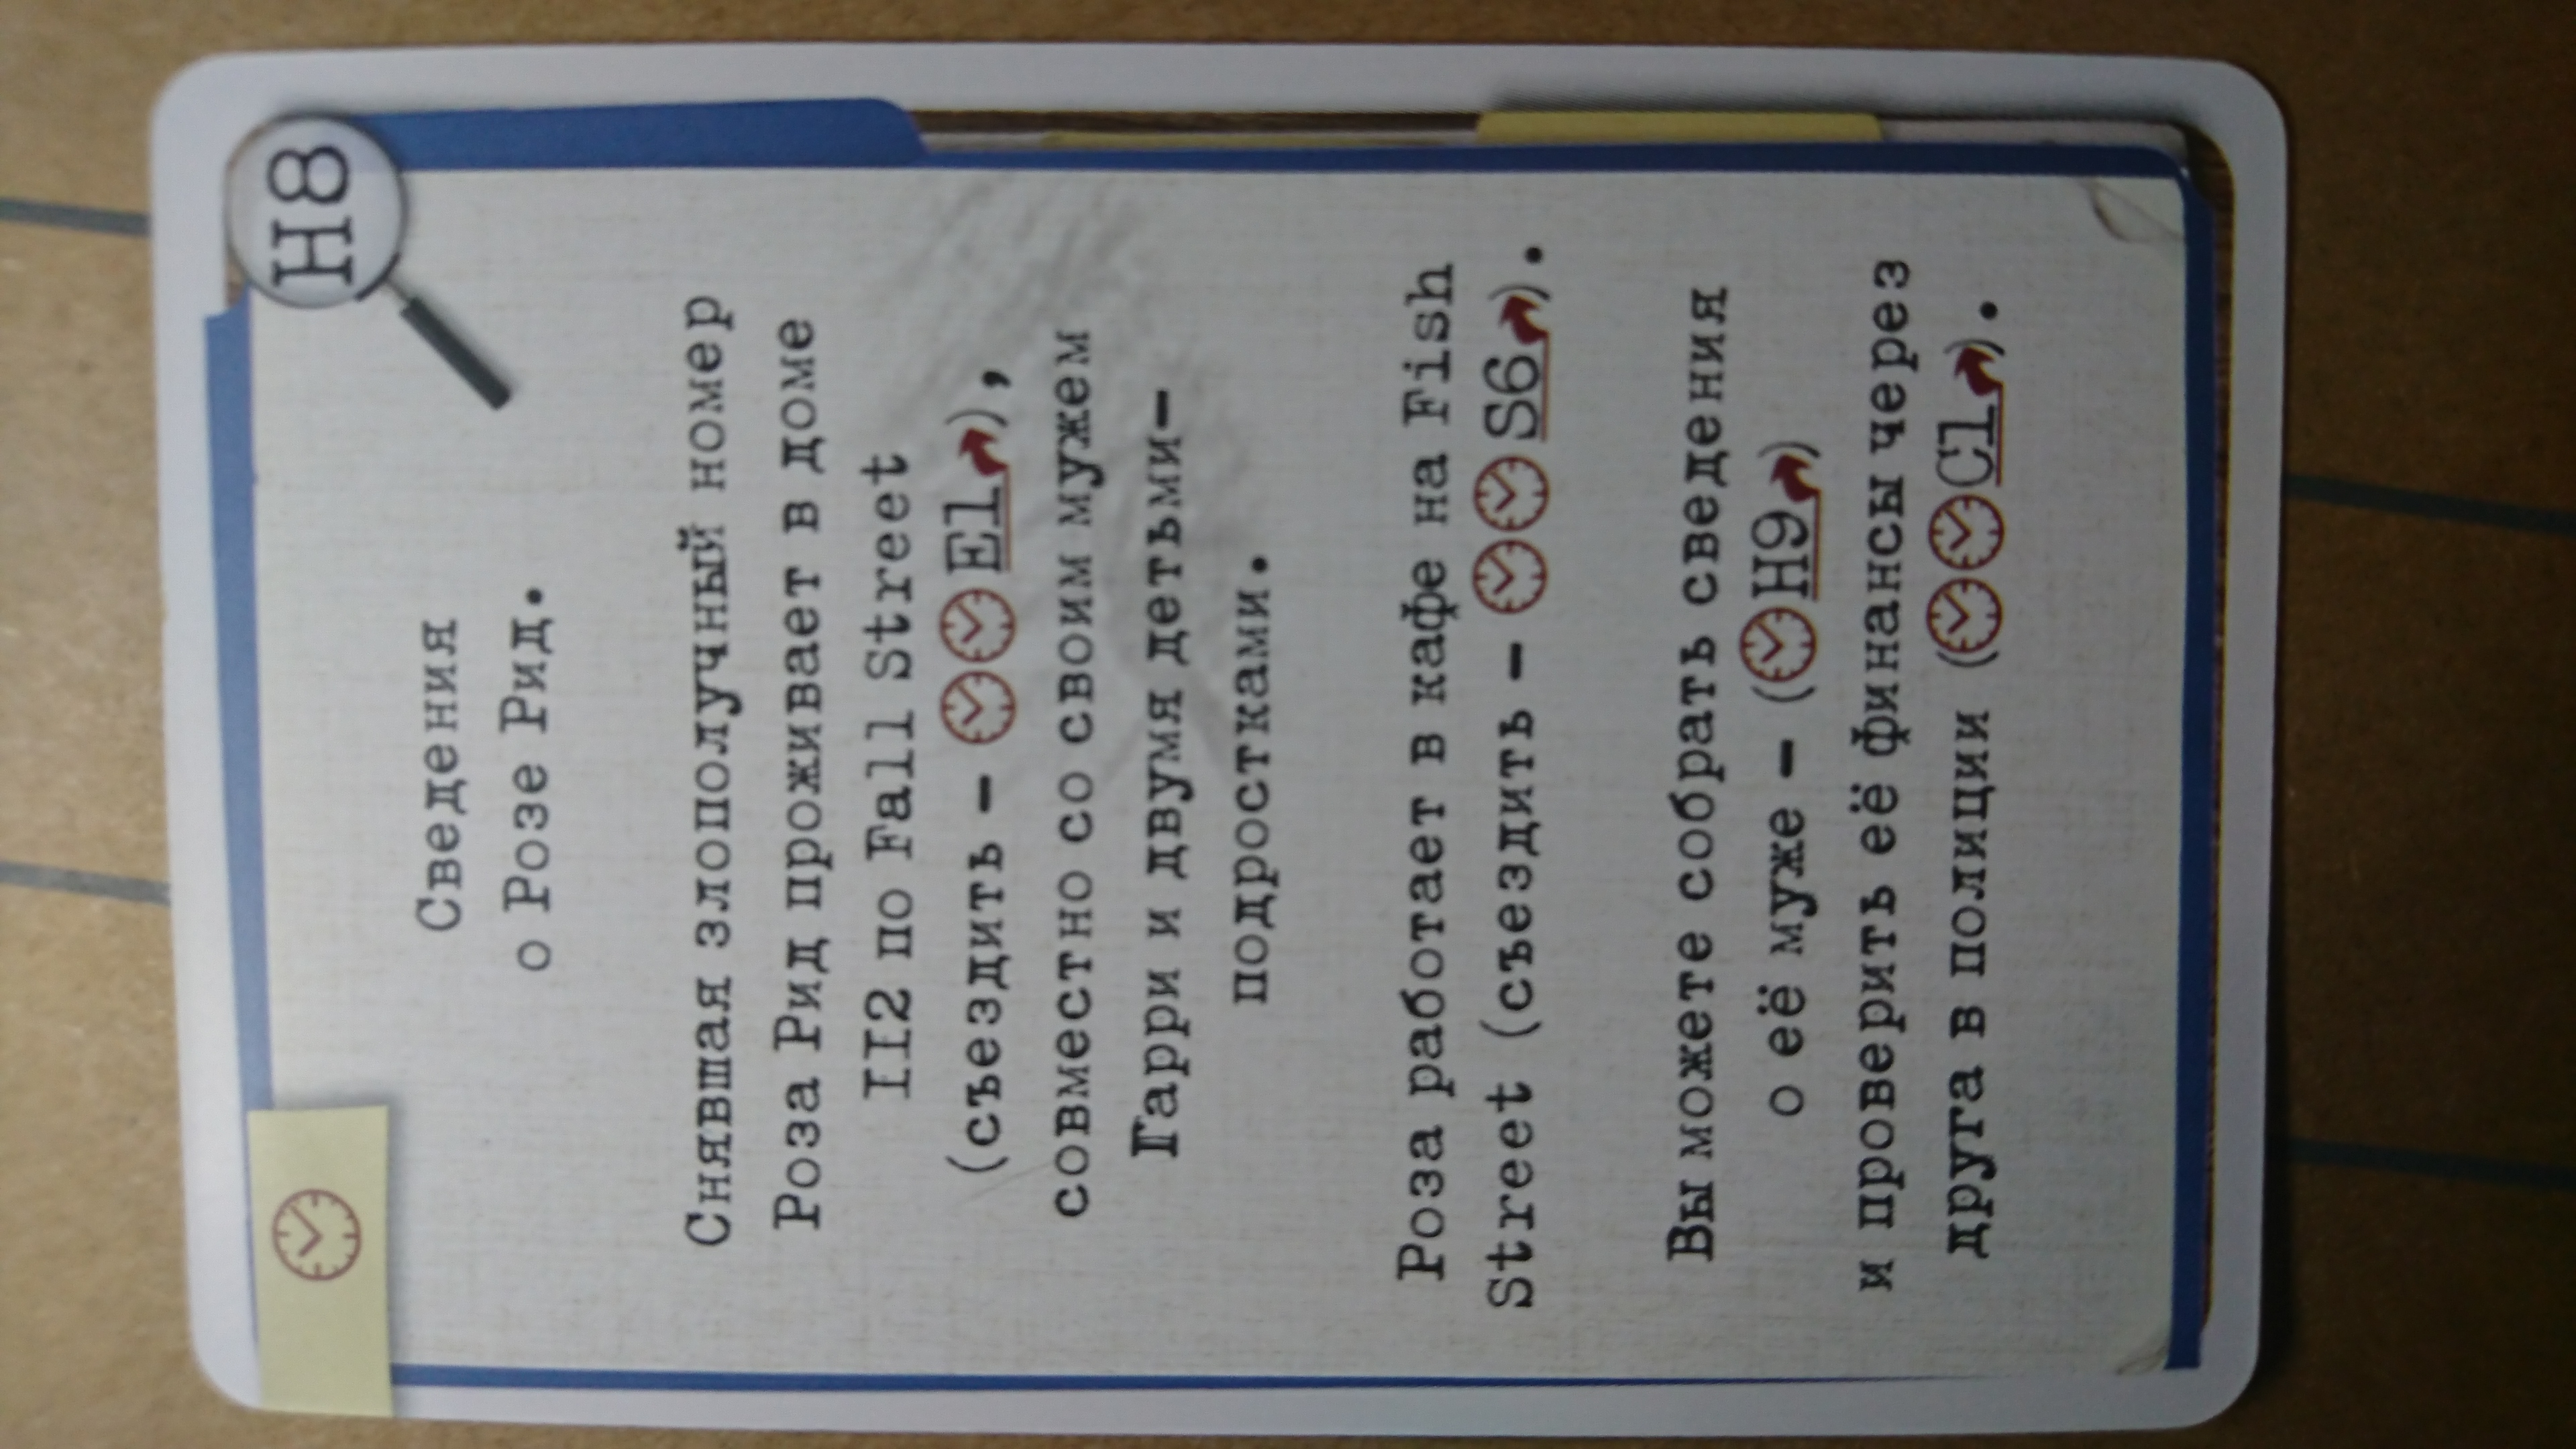 H8
Сведения
о Розе Рид.
Снявшая злополучный номер
Роза Рид проживает в доме
II2 по Fall Street
(съездить – E1),
совместно со своим мужем
Гарри и двумя детьми-
подростками.
Роза работает в кафе на Fish
Street (съездить – S6).
Вы можете собрать сведения
о её муже – (H9)
и проверить её финансы через
друга в полиции (C1).